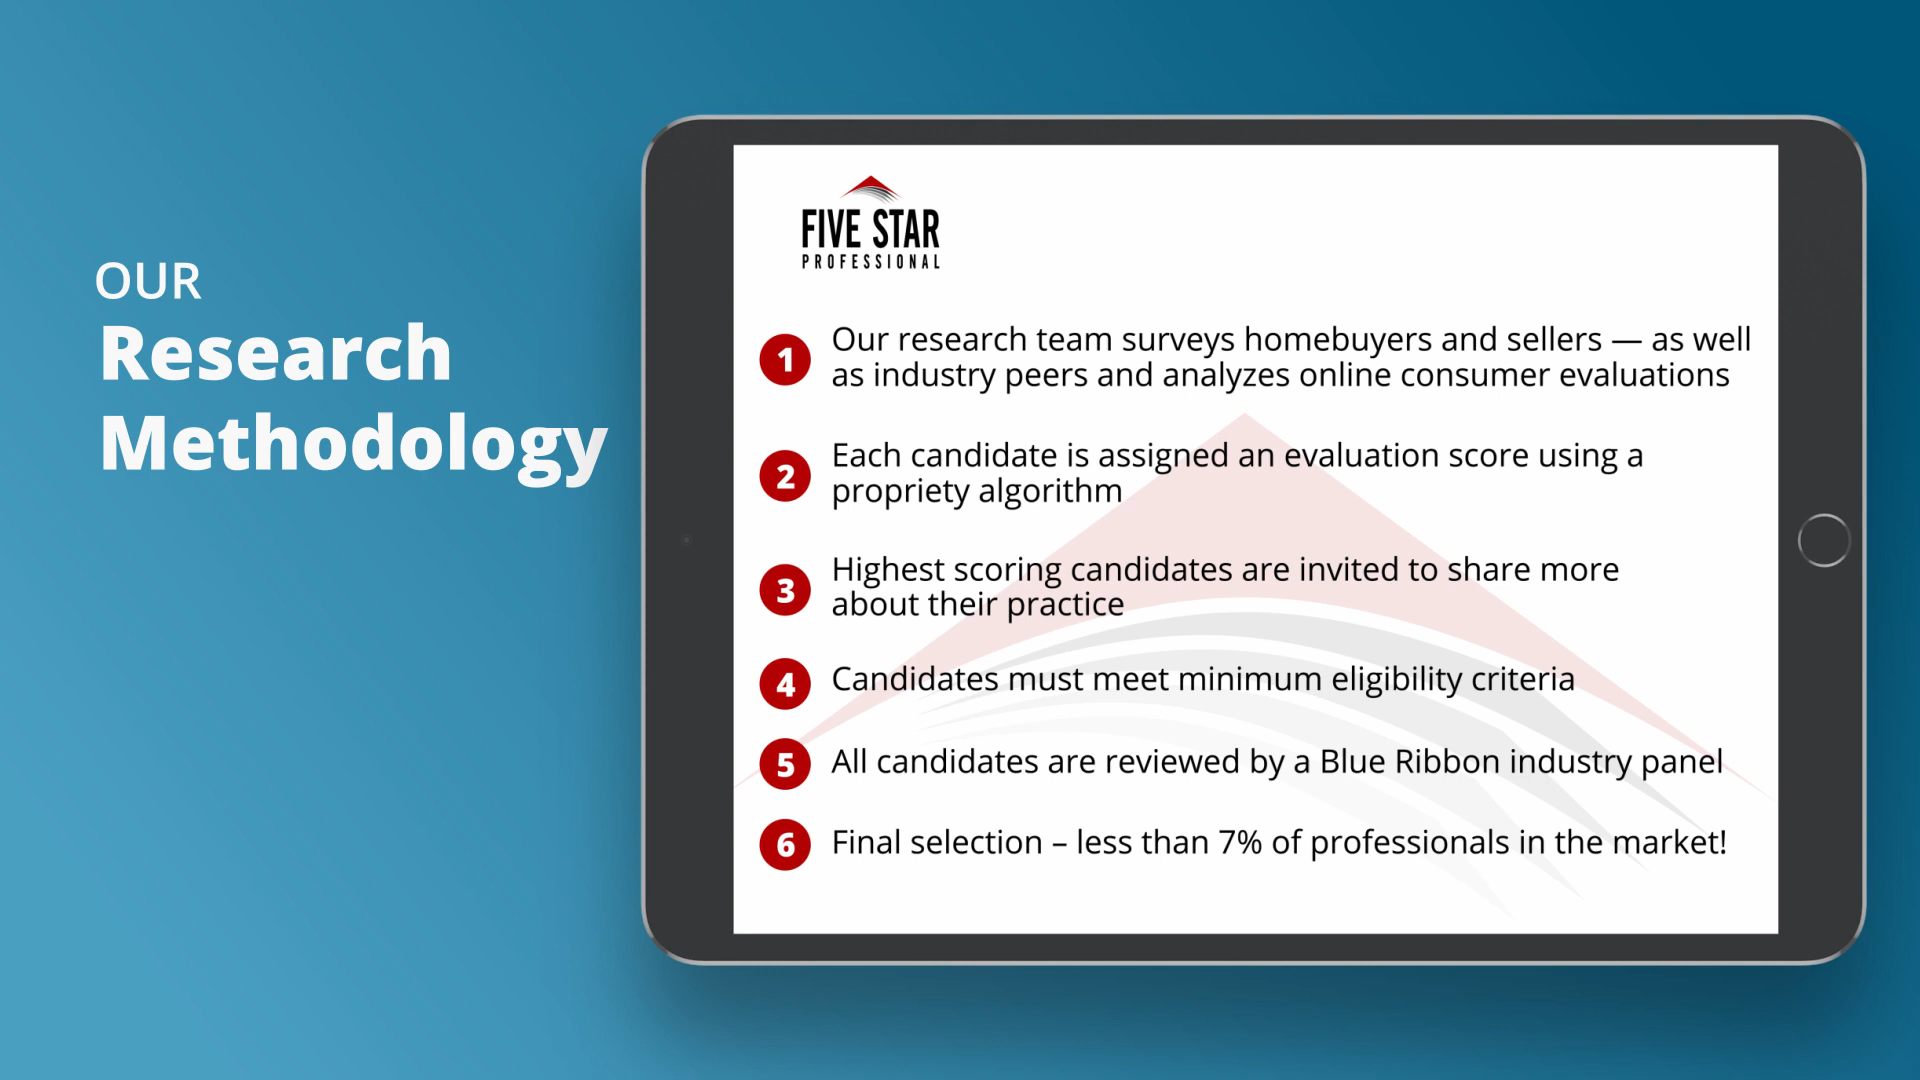 OUR
Research
Methodology
FIVE STAR
PROFESSIONAL
1 Our research team surveys homebuyers and sellers — as well
as industry peers and analyzes online consumer evaluations
2 Each candidate is assigned an evaluation score using a
propriety algorithm
3 Highest scoring candidates are invited to share more
about their practice
4 Candidates must meet minimum eligibility criteria
5 All candidates are reviewed by a Blue Ribbon industry panel
6 Final selection – less than 7% of professionals in the market!